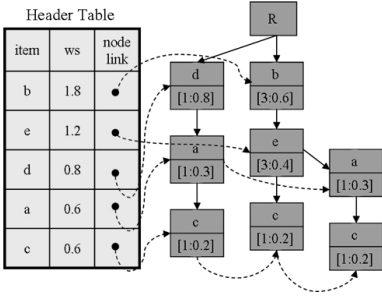 Header Table
item ws node link
b 1.8
e 1.2
d 0.8
a 0.6
c 0.6
R
d
[1:0.8]
b
[3:0.6]
a
[1:0.3]
e
[3:0.4]
a
[1:0.3]
c
[1:0.2]
c
[1:0.2]
c
[1:0.2]